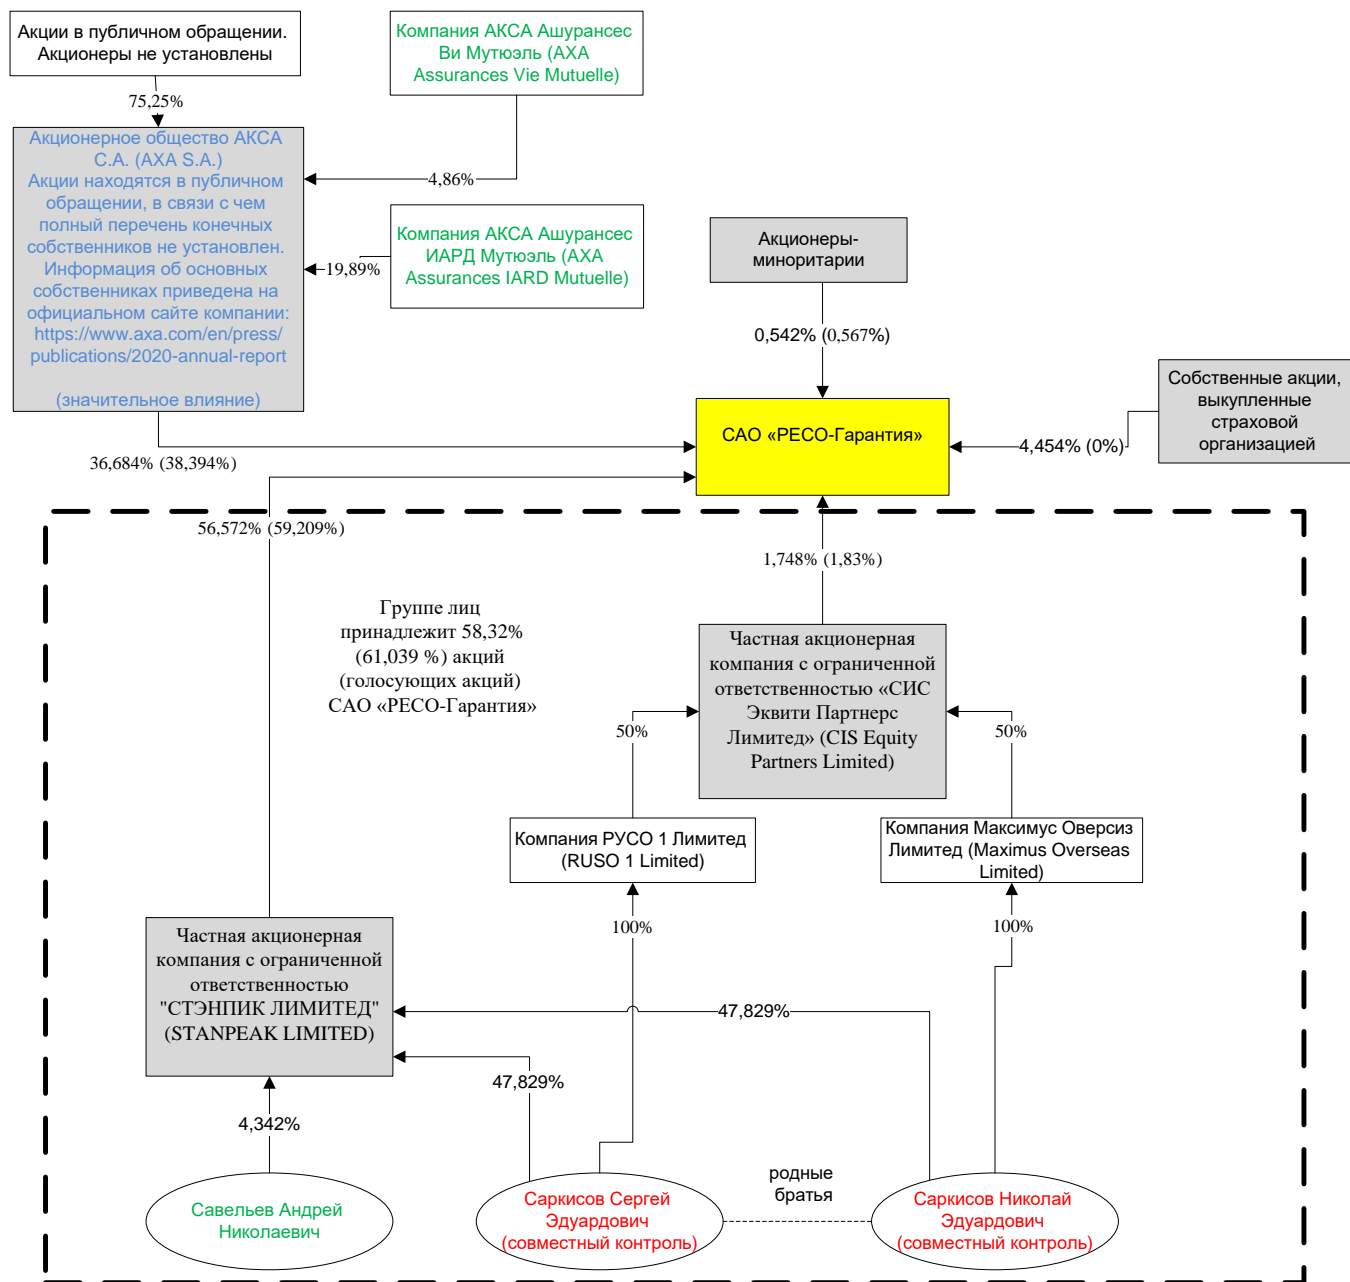 Акции в публичном обращении.
Акционеры не установлены
Компания АКСА Ашурансес
Ви Мутюэль (AXA
Assurances Vie Mutuelle)
75,25%
Акционерное общество АКСА
С.А. (AXA S.A.)
Акции находятся в публичном
обращении, в связи с чем
полный перечень конечных
собственников не установлен.
Информация об основных
собственниках приведена на
официальном сайте компании:
https://www.axa.com/en/press/
publications/2020-annual-report
(значительное влияние)
4,86%
Компания АКСА Ашурансес
ИАРД Мутюэль (AXA
Assurances IARD Mutuelle)
19,89%
Акционеры-
миноритарии
0,542% (0,567%)
Собственные акции,
выкупленные
страховой
организацией
САО «РЕСО-Гарантия»
4,454% (0%)
36,684% (38,394%)
56,572% (59,209%)
1,748% (1,83%)
Группе лиц
принадлежит 58,32%
(61,039 %) акций
(голосующих акций)
САО «РЕСО-Гарантия»
Частная акционерная
компания с ограниченной
ответственностью «СИС
Эквити Партнерс
Лимитед» (CIS Equity
Partners Limited)
50%
50%
Компания РУСО 1 Лимитед
(RUSO 1 Limited)
Компания Максимус Оверсиз
Лимитед (Maximus Overseas
Limited)
100%
100%
Частная акционерная
компания с ограниченной
ответственностью
"СТЭНПИК ЛИМИТЕД"
(STANPEAK LIMITED)
47,829%
47,829%
4,342%
родные
братья
Савельев Андрей
Николаевич
Саркисов Сергей
Эдуардович
(совместный контроль)
Саркисов Николай
Эдуардович
(совместный контроль)